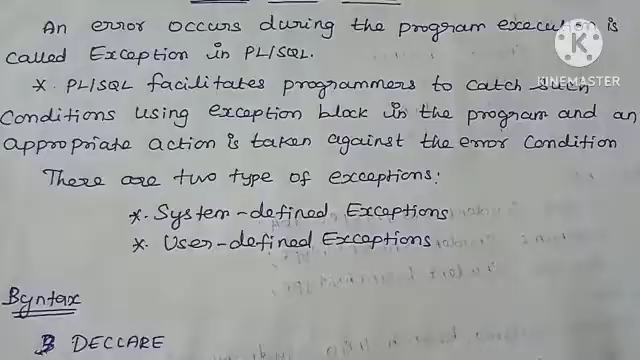 An error occurs during the program execution is
called Exception in PL/SQL.
*. PL/SQL facilitates programmers to catch such
Conditions using exception block in the program and an
appropriate action is taken against the error condition
There are two type of exceptions:
*. System-defined Exceptions
*. User-defined Exceptions
Syntax
DECLARE
KINEMASTER